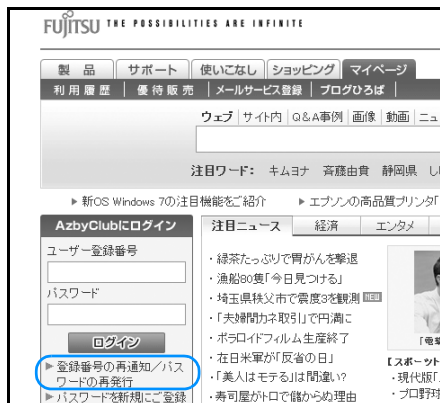 FUJITSU THE POSSIBILITIES ARE INFINITE
製品 サポート 使いこなし ショッピング マイページ
利用履歴 優待販売 メールサービス登録 ブログひろば
ウェブ サイト内 Q&A事例 画像 動画 ニュ
注目ワード： キムヨナ 斉藤由貴 静岡県
▶新OS Windows 7の注目機能をご紹介 ▶エプソンの高品質プリンタ「
AzbyClubにログイン
ユーザー登録番号
パスワード
ログイン
▶登録番号の再通知／パス
ワードの再発行
▶パスワードを新規にご登録
注目ニュース 経済 エンタメ
・緑茶たっぷりで胃がんを撃退
・漁船80隻「今日見つける」
・埼玉県秩父市で震度3を観測 NEW
・「夫婦間カネ取引」で円満に
・ポラロイドフィルム生産終了
・在日米軍が「反省の日」
・「美人はモテる」は間違い?
・寿司屋がトロで儲からぬ理由
「電撃
【スポーツト
・現代版「
・プロ野球